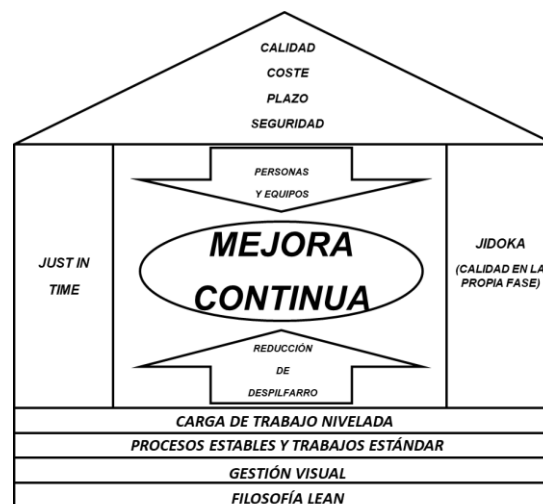 CALIDAD
COSTE
PLAZO
SEGURIDAD
PERSONAS
Y EQUIPOS
JUST IN
TIME
MEJORA
CONTINUA
JIDOKA
(CALIDAD EN LA
PROPIA FASE)
REDUCCIÓN
DE
DESPILFARRO
CARGA DE TRABAJO NIVELADA
PROCESOS ESTABLES Y TRABAJOS ESTÁNDAR
GESTIÓN VISUAL
FILOSOFÍA LEAN